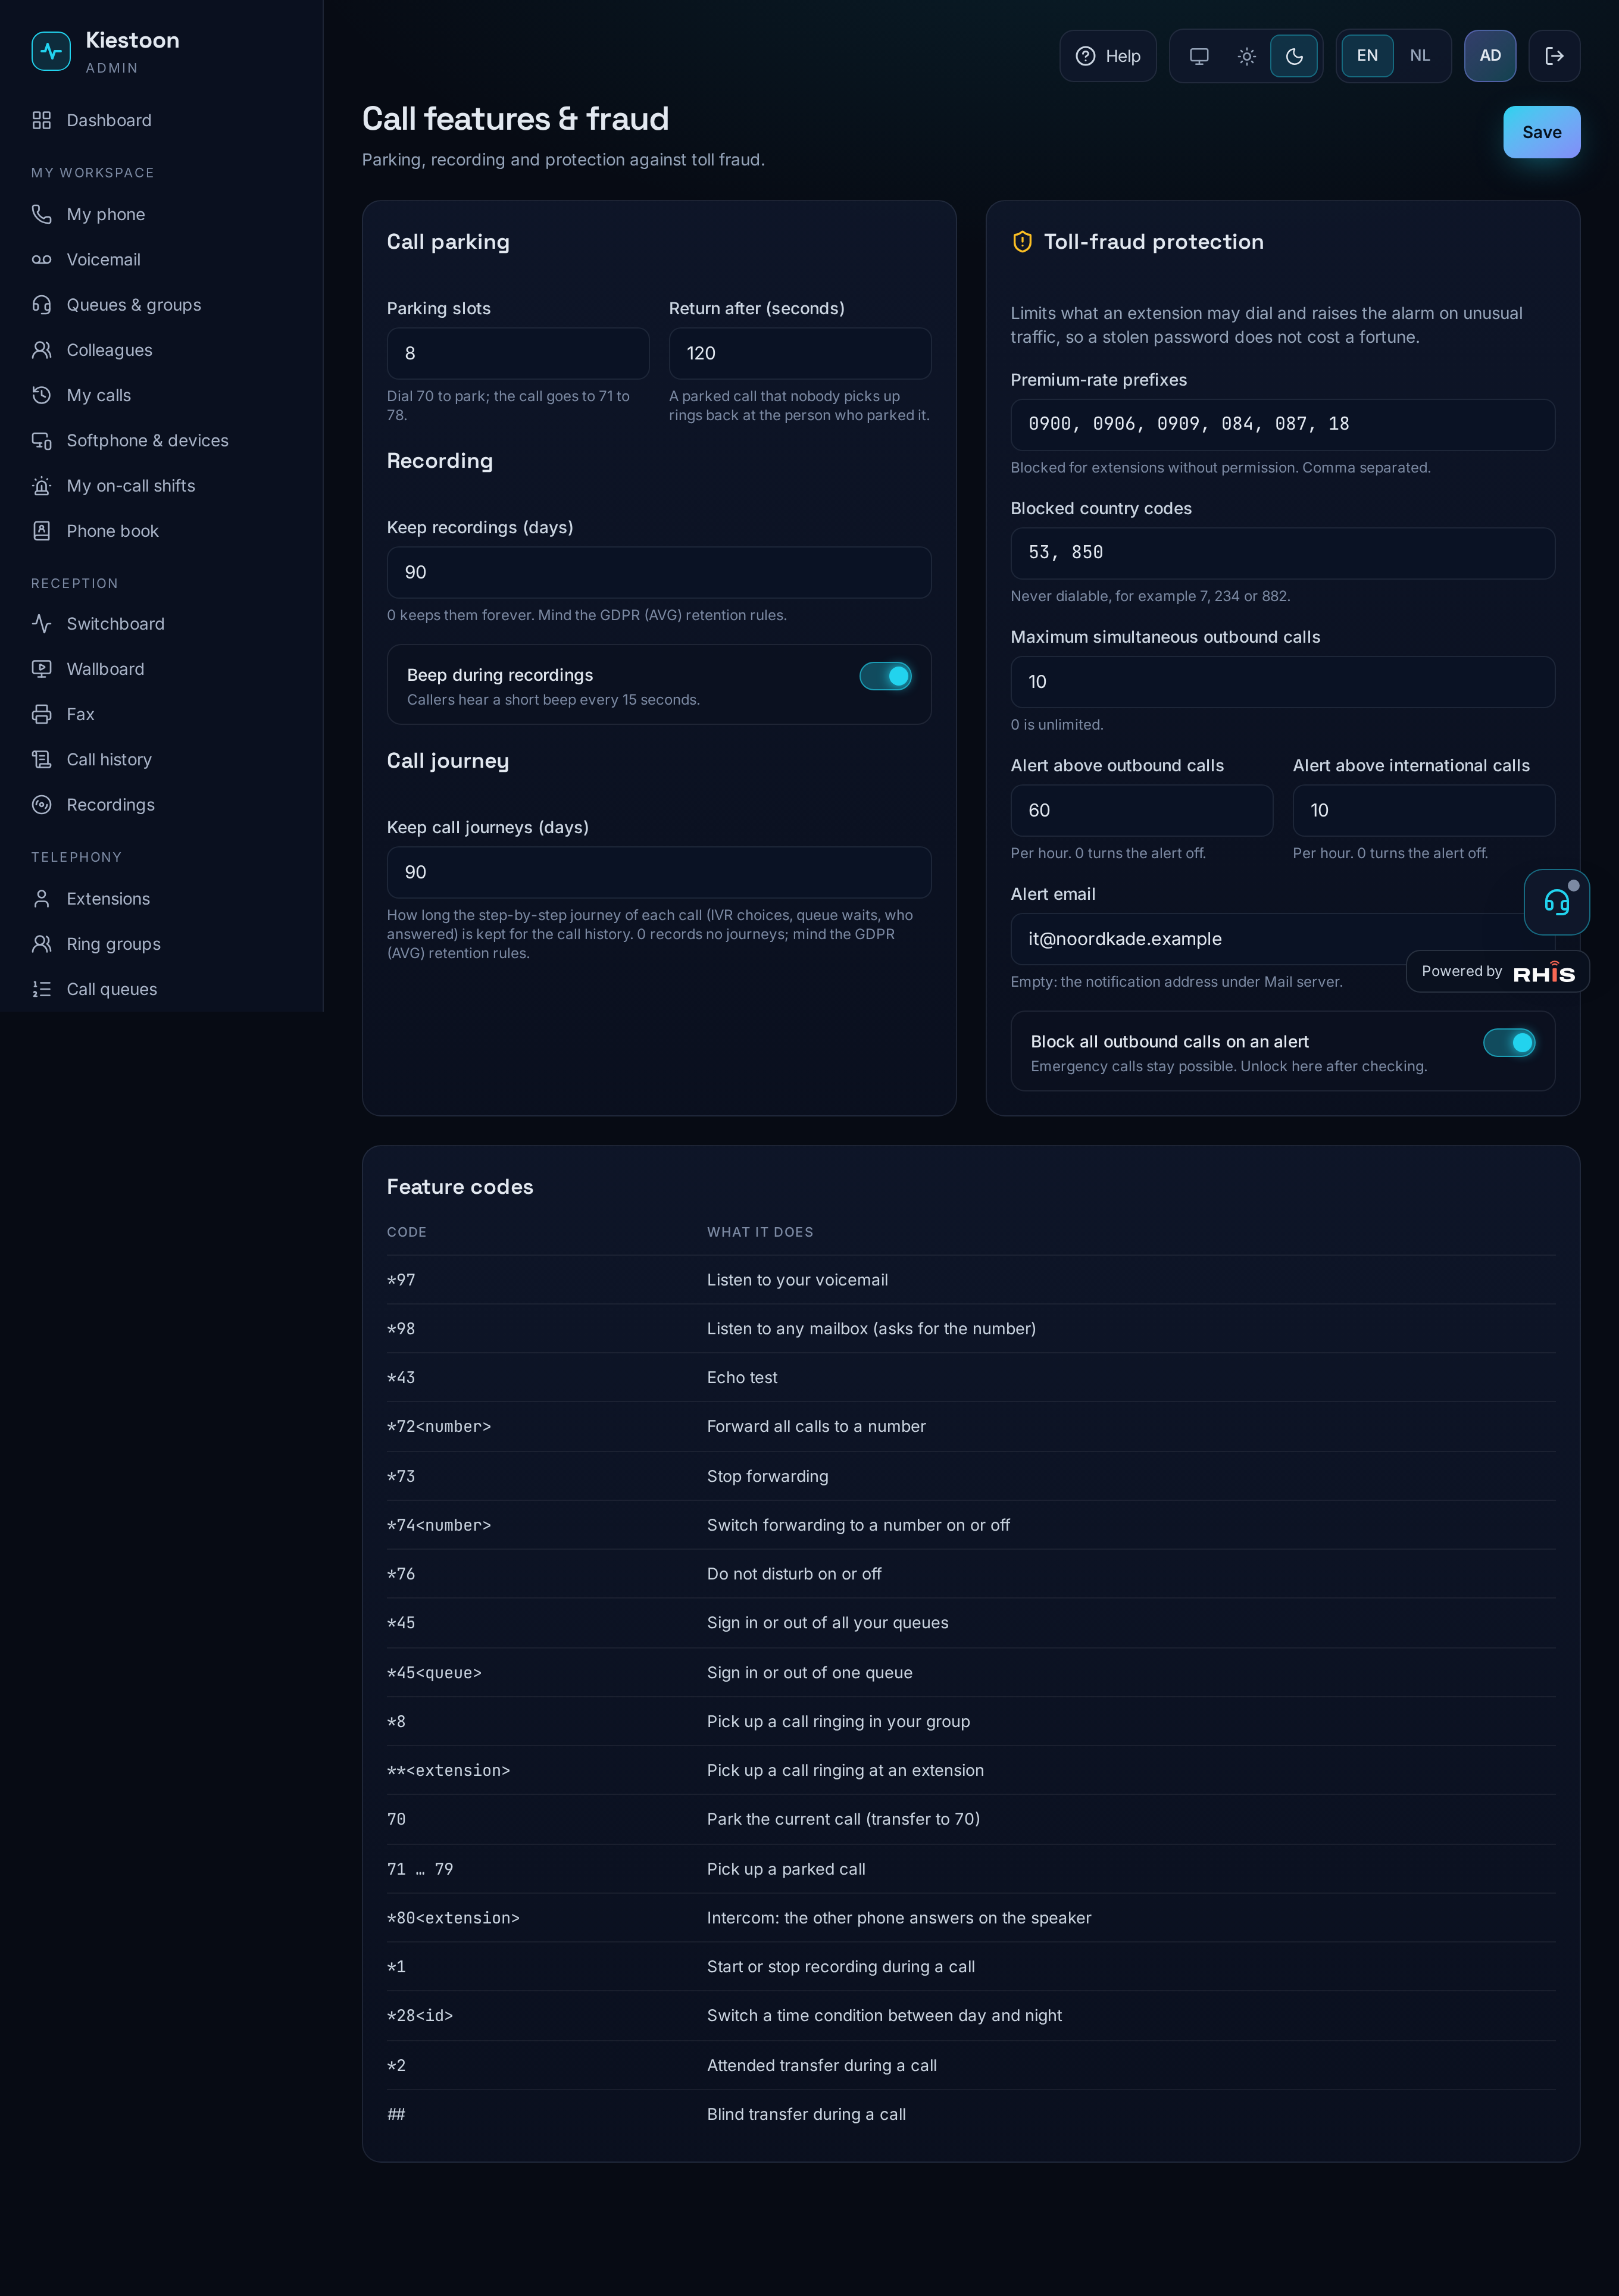 Kiestoon
ADMIN
Dashboard
MY WORKSPACE
My phone
Voicemail
Queues & groups
Colleagues
My calls
Softphone & devices
My on-call shifts
Phone book
RECEPTION
Switchboard
Wallboard
Fax
Call history
Recordings
TELEPHONY
Extensions
Ring groups
Call queues
Help
EN NL
AD
Call features & fraud
Parking, recording and protection against toll fraud.
Save
Call parking
Parking slots
8
Dial 70 to park; the call goes to 71 to
78.
Return after (seconds)
120
A parked call that nobody picks up
rings back at the person who parked it.
Recording
Keep recordings (days)
90
0 keeps them forever. Mind the GDPR (AVG) retention rules.
Beep during recordings
Callers hear a short beep every 15 seconds.
Call journey
Keep call journeys (days)
90
How long the step-by-step journey of each call (IVR choices, queue waits, who
answered) is kept for the call history. 0 records no journeys; mind the GDPR
(AVG) retention rules.
Toll-fraud protection
Limits what an extension may dial and raises the alarm on unusual
traffic, so a stolen password does not cost a fortune.
Premium-rate prefixes
0900, 0906, 0909, 084, 087, 18
Blocked for extensions without permission. Comma separated.
Blocked country codes
53, 850
Never dialable, for example 7, 234 or 882.
Maximum simultaneous outbound calls
10
0 is unlimited.
Alert above outbound calls
60
Per hour. 0 turns the alert off.
Alert above international calls
10
Per hour. 0 turns the alert off.
Alert email
it@noordkade.example
Empty: the notification address under Mail server.
Powered by RHiS
Block all outbound calls on an alert
Emergency calls stay possible. Unlock here after checking.
Feature codes
CODE WHAT IT DOES
*97 Listen to your voicemail
*98 Listen to any mailbox (asks for the number)
*43 Echo test
*72<number> Forward all calls to a number
*73 Stop forwarding
*74<number> Switch forwarding to a number on or off
*76 Do not disturb on or off
*45 Sign in or out of all your queues
*45<queue> Sign in or out of one queue
*8 Pick up a call ringing in your group
**<extension> Pick up a call ringing at an extension
70 Park the current call (transfer to 70)
71 … 79 Pick up a parked call
*80<extension> Intercom: the other phone answers on the speaker
*1 Start or stop recording during a call
*28<id> Switch a time condition between day and night
*2 Attended transfer during a call
## Blind transfer during a call